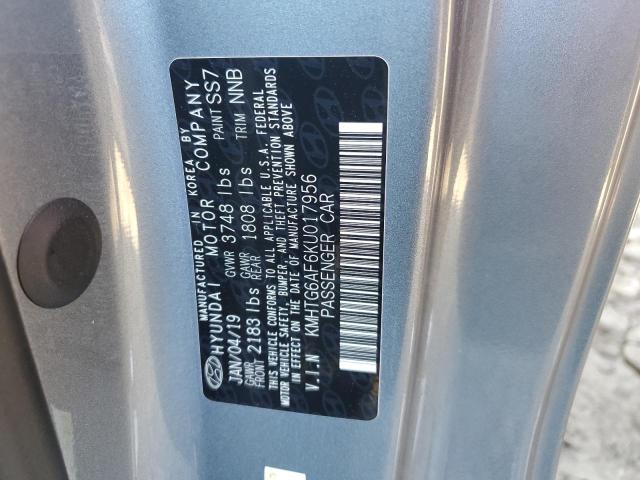 MANUFACTURED IN KOREA BY
HYUNDAI MOTOR COMPANY
JAN/04/19 GVWR 3748 lbs PAINT SS7
GAWR FRONT 2183 lbs GAWR REAR 1808 lbs TRIM NNB
THIS VEHICLE CONFORMS TO ALL APPLICABLE U.S.A. FEDERAL
MOTOR VEHICLE SAFETY, BUMPER, AND THEFT PREVENTION STANDARDS
IN EFFECT ON THE DATE OF MANUFACTURE SHOWN ABOVE
V.I.N KMHTG6AF6KU017956
PASSENGER CAR